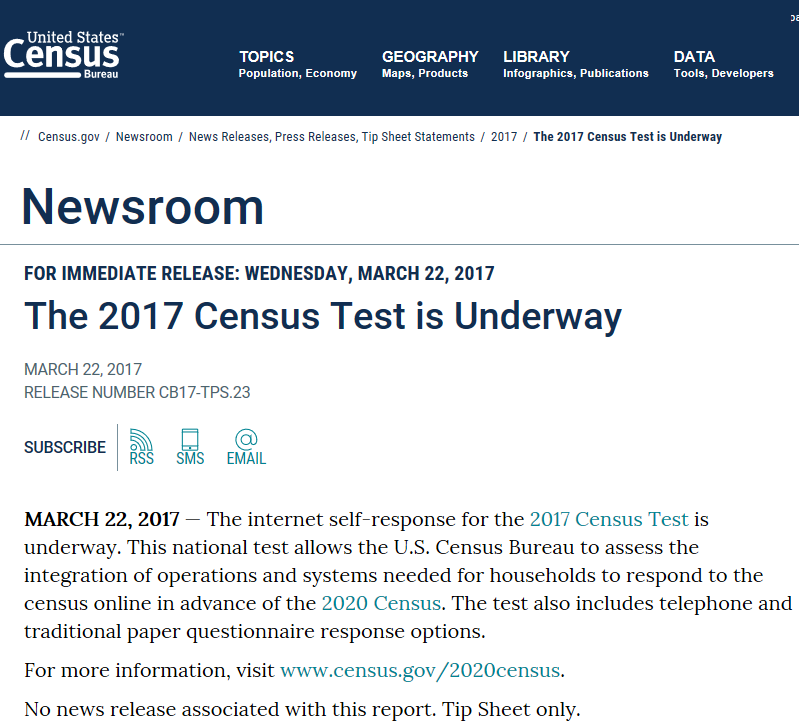 United States™
Census
Bureau
TOPICS
Population, Economy
GEOGRAPHY
Maps, Products
LIBRARY
Infographics, Publications
DATA
Tools, Developers
// Census.gov / Newsroom / News Releases, Press Releases, Tip Sheet Statements / 2017 / The 2017 Census Test is Underway
Newsroom
FOR IMMEDIATE RELEASE: WEDNESDAY, MARCH 22, 2017
The 2017 Census Test is Underway
MARCH 22, 2017
RELEASE NUMBER CB17-TPS.23
SUBSCRIBE
RSS
SMS
EMAIL
MARCH 22, 2017 — The internet self-response for the 2017 Census Test is
underway. This national test allows the U.S. Census Bureau to assess the
integration of operations and systems needed for households to respond to the
census online in advance of the 2020 Census. The test also includes telephone and
traditional paper questionnaire response options.
For more information, visit www.census.gov/2020census.
No news release associated with this report. Tip Sheet only.